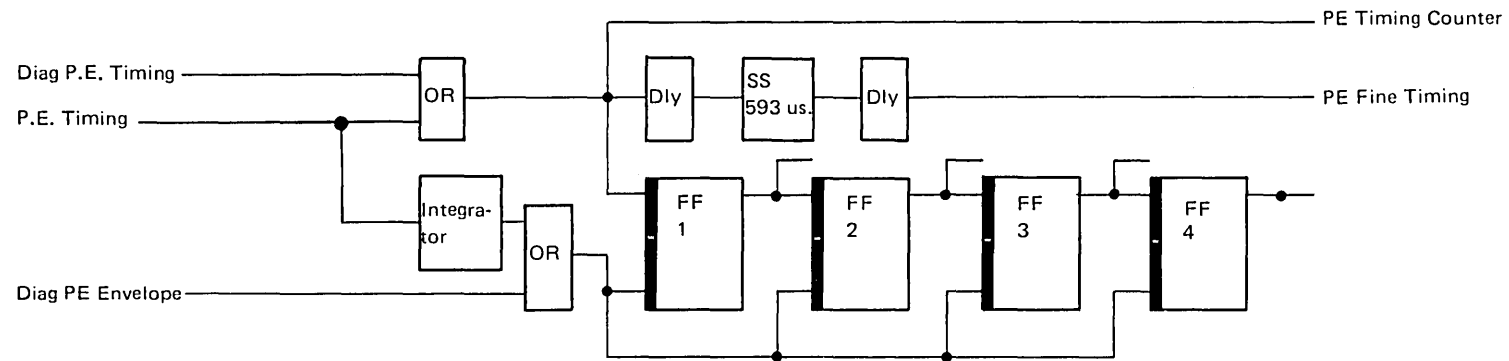 PE Timing Counter
Diag P.E. Timing
OR
Dly
SS
593 us.
Dly
PE Fine Timing
P.E. Timing
Integra-
tor
OR
FF
1
FF
2
FF
3
FF
4
Diag PE Envelope